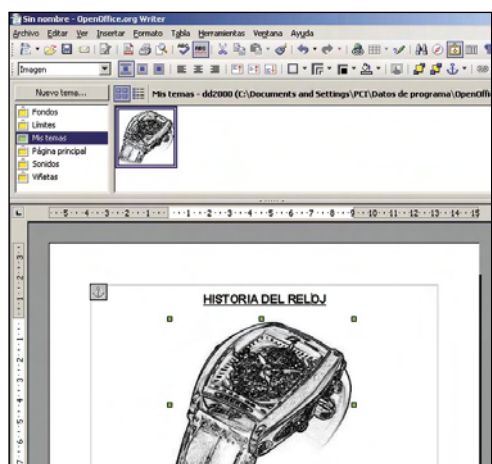 Sin nombre - OpenOffice.org Writer
Archivo Editar Ver Insertar Formato Tabla Herramientas Ventana Ayuda
Imagen
Nuevo tema...
Mis temas - dd2000 (C:\Documents and Settings\PC1\Datos de programa\OpenOffi
Fondos
Límites
Mis temas
Página principal
Sonidos
Viñetas
HISTORIA DEL RELOJ